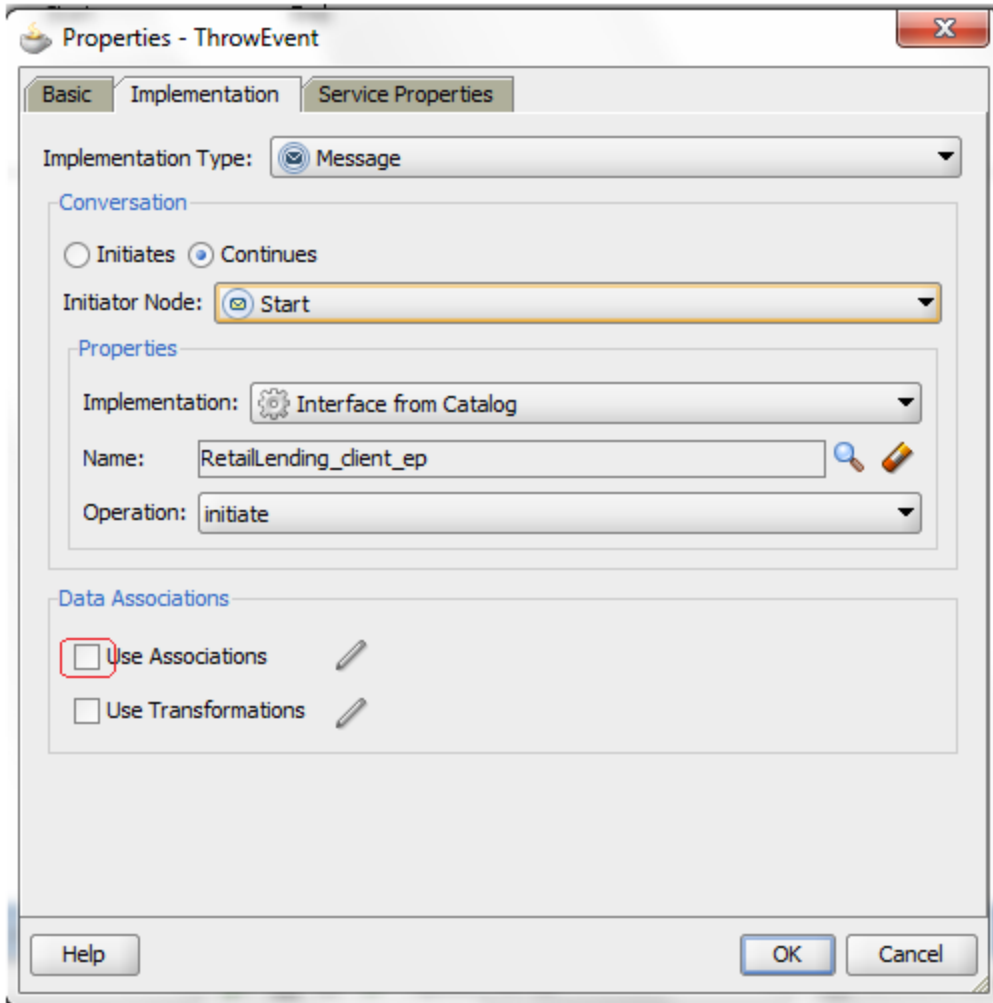 Properties - ThrowEvent
Basic Implementation Service Properties
Implementation Type: Message
Conversation
Initiates Continues
Initiator Node: Start
Properties
Implementation: Interface from Catalog
Name: RetailLending_client_ep
Operation: initiate
Data Associations
Use Associations
Use Transformations
Help OK Cancel